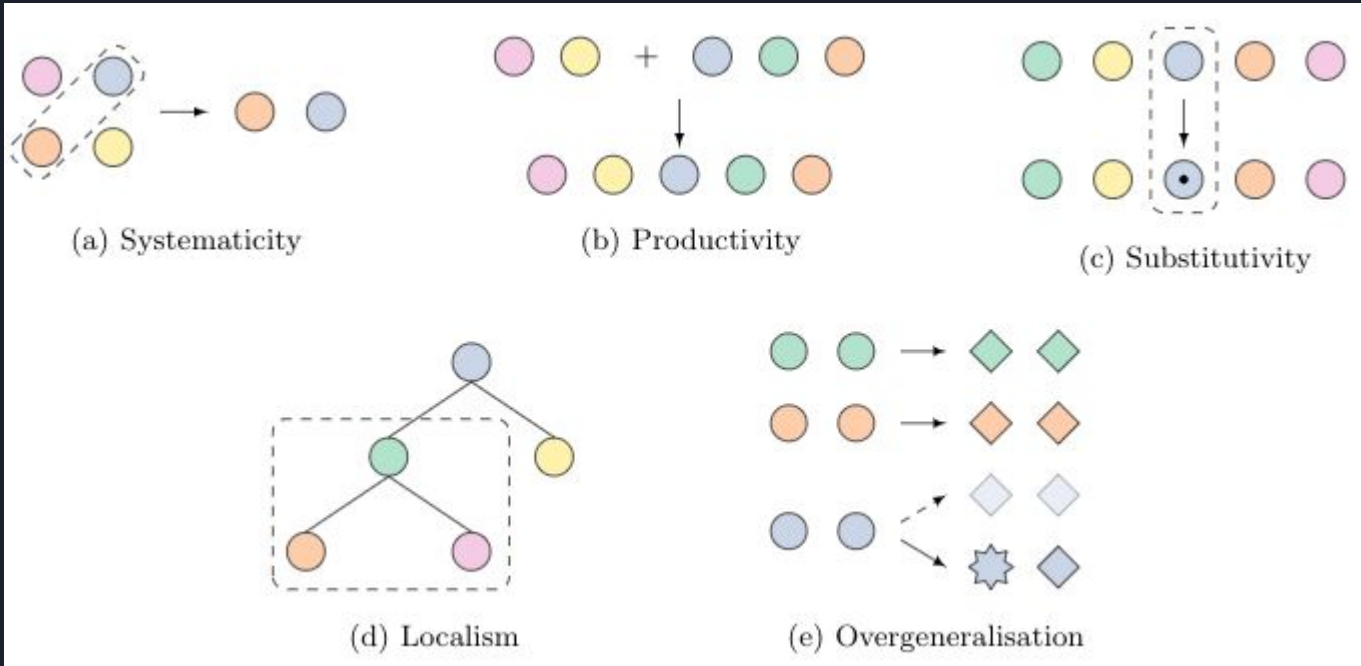 +
(a) Systematicity
(b) Productivity
(c) Substitutivity
(d) Localism
(e) Overgeneralisation